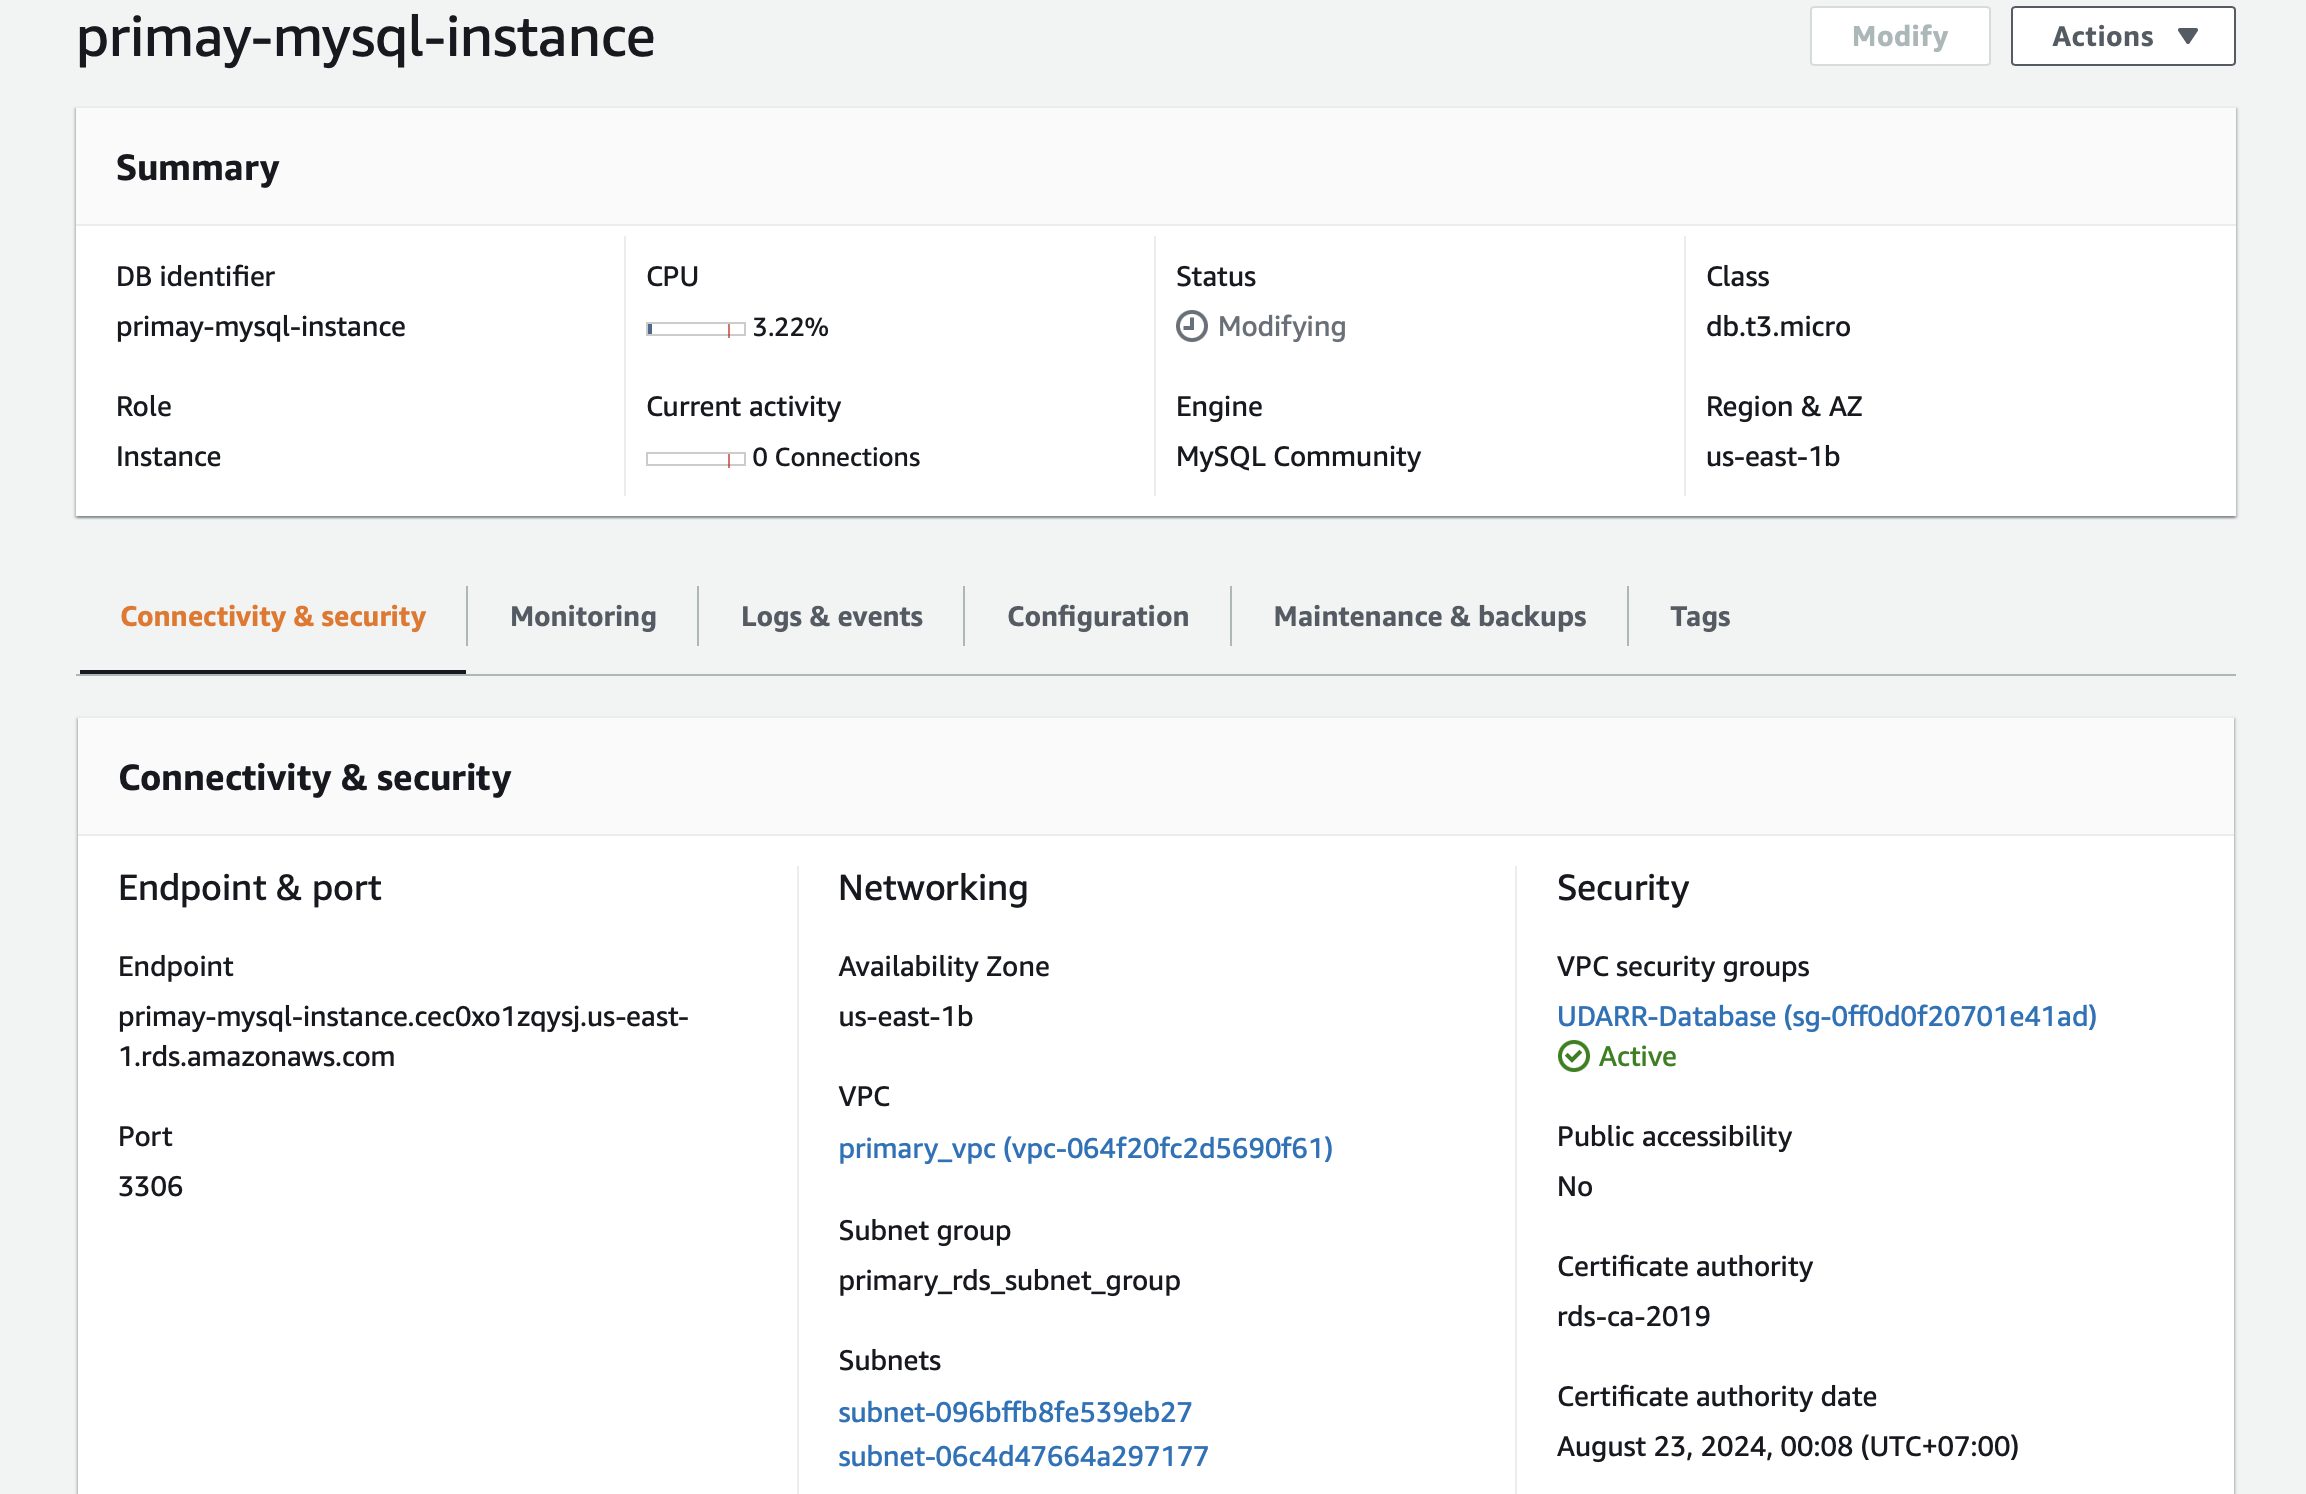 primay-mysql-instance
Modify
Actions
Summary
DB identifier
primay-mysql-instance
CPU
3.22%
Status
Modifying
Class
db.t3.micro
Role
Instance
Current activity
0 Connections
Engine
MySQL Community
Region & AZ
us-east-1b
Connectivity & security
Monitoring
Logs & events
Configuration
Maintenance & backups
Tags
Connectivity & security
Endpoint & port
Endpoint
primay-mysql-instance.cec0xo1zqysj.us-east-
1.rds.amazonaws.com
Port
3306
Networking
Availability Zone
us-east-1b
VPC
primary_vpc (vpc-064f20fc2d5690f61)
Subnet group
primary_rds_subnet_group
Subnets
subnet-096bffb8fe539eb27
subnet-06c4d47664a297177
Security
VPC security groups
UDARR-Database (sg-0ff0d0f20701e41ad)
Active
Public accessibility
No
Certificate authority
rds-ca-2019
Certificate authority date
August 23, 2024, 00:08 (UTC+07:00)